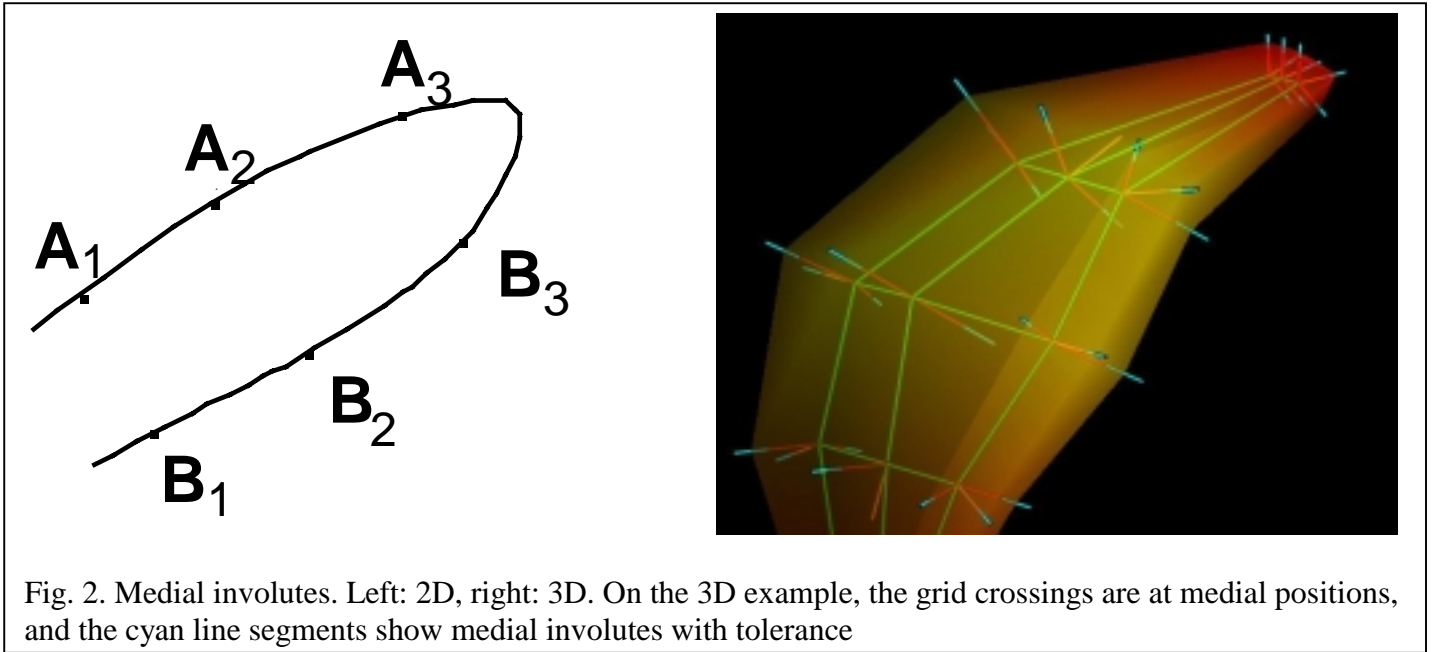 A3
A2
A1
B3
B2
B1
Fig. 2. Medial involutes. Left: 2D, right: 3D. On the 3D example, the grid crossings are at medial positions,
and the cyan line segments show medial involutes with tolerance